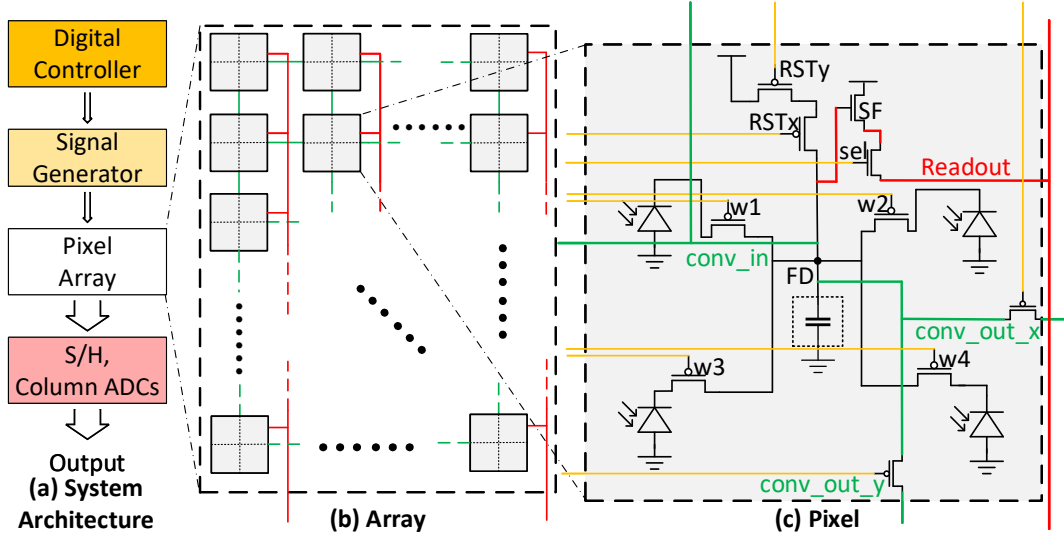 Digital
Controller
Signal
Generator
Pixel
Array
S/H,
Column ADCs
Output
(a) System
Architecture
(b) Array
RSTy
RSTx
SF
sel
Readout
w1
w2
conv_in
FD
conv_out_x
w3
w4
conv_out_y
(c) Pixel